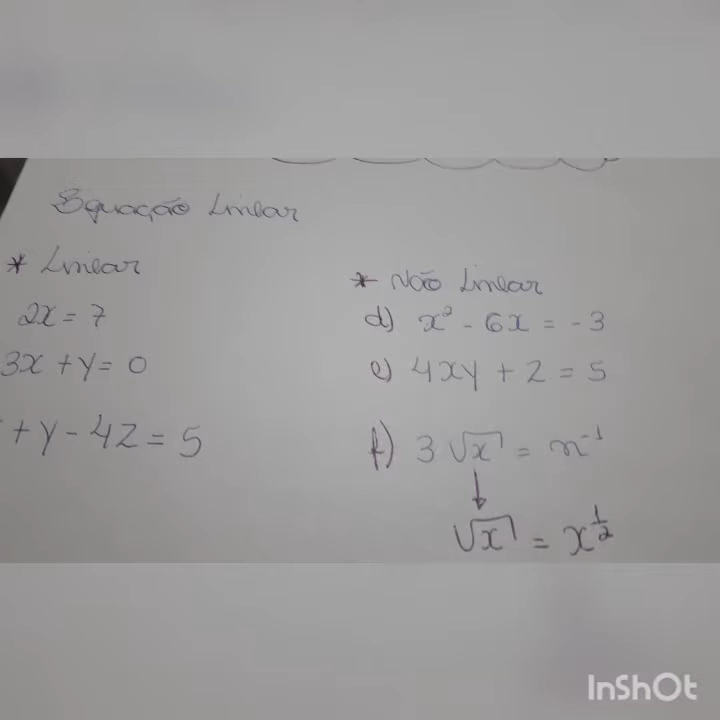 Equação Linear
* Linear
2x = 7
3x + y = 0
+ y - 4z = 5
* Não Linear
d) x² - 6x = -3
e) 4xy + z = 5
f) 3√x = n⁻¹
↓
√x = x^(1/2)
InShOt